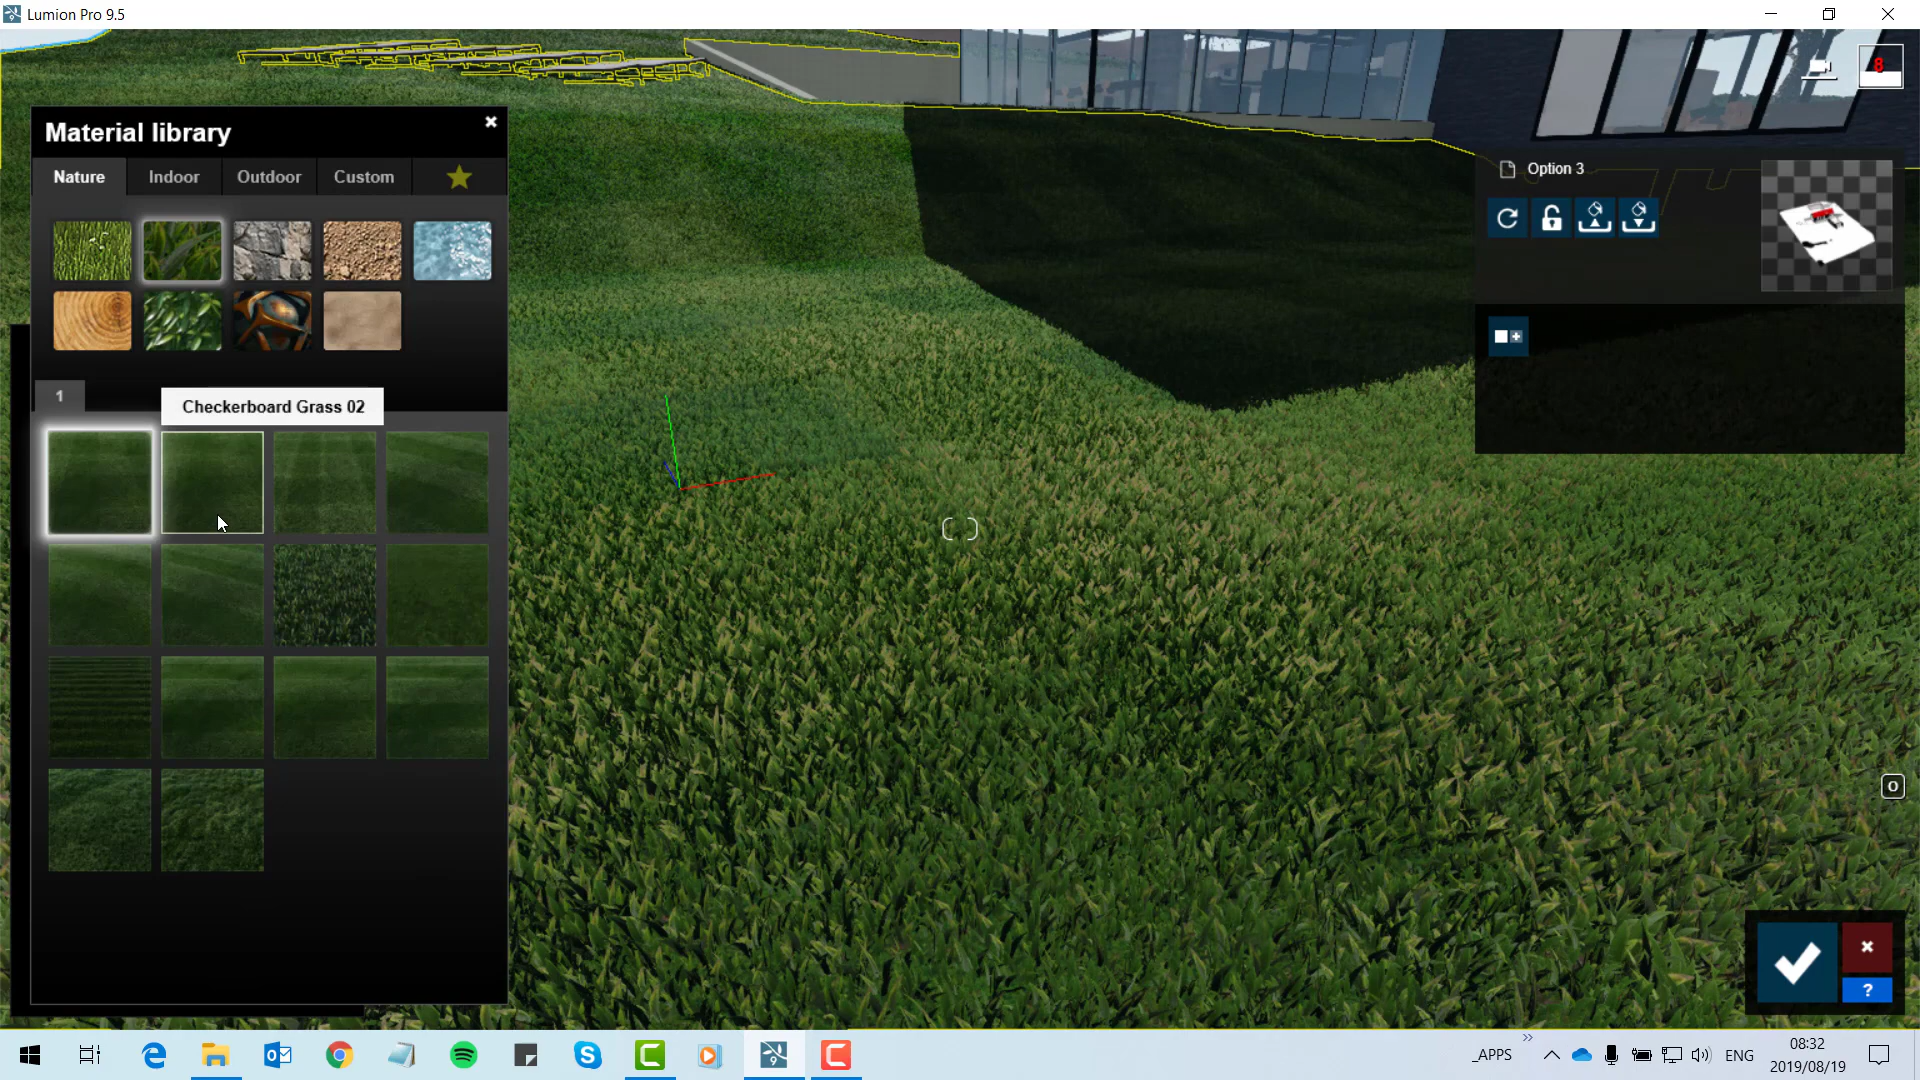 Lumion Pro 9.5
8
Material library
Nature Indoor Outdoor Custom
Option 3
1
Checkerboard Grass 02
O
?
_APPS
ENG
08:32
2019/08/19